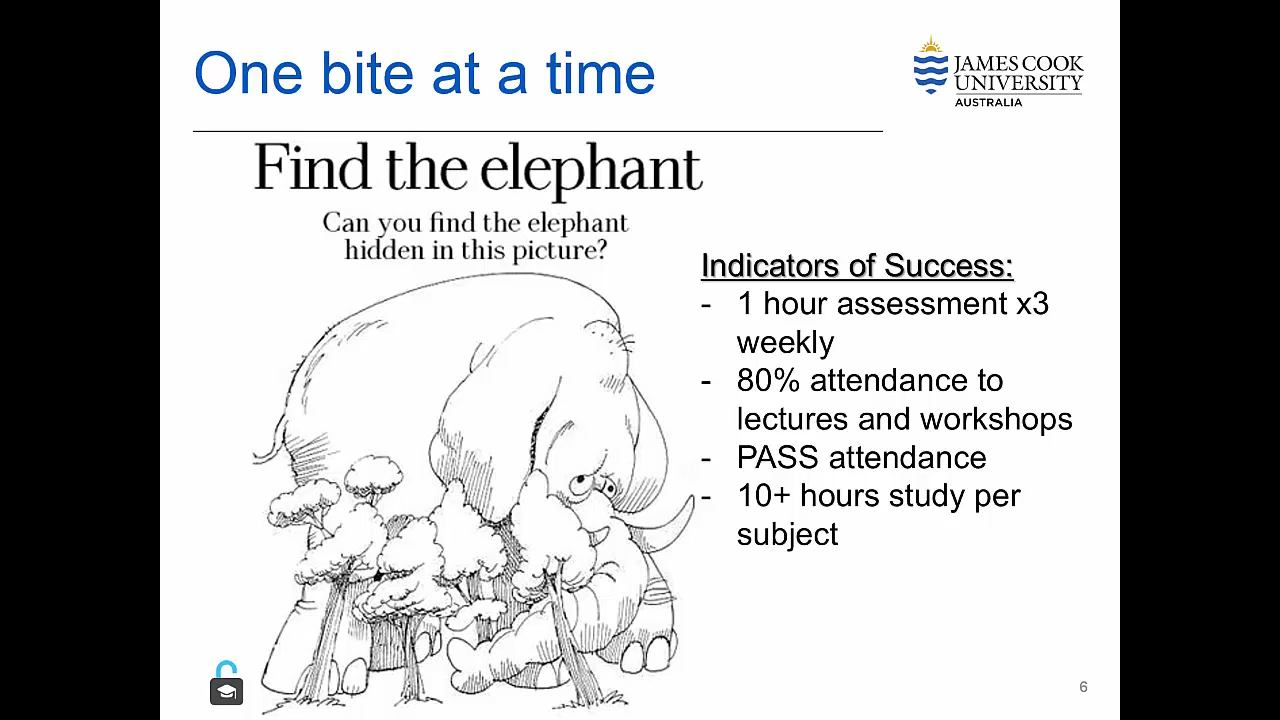 One bite at a time
JAMES COOK
UNIVERSITY
AUSTRALIA
Find the elephant
Can you find the elephant
hidden in this picture?
Indicators of Success:
- 1 hour assessment x3
weekly
- 80% attendance to
lectures and workshops
- PASS attendance
- 10+ hours study per
subject
6